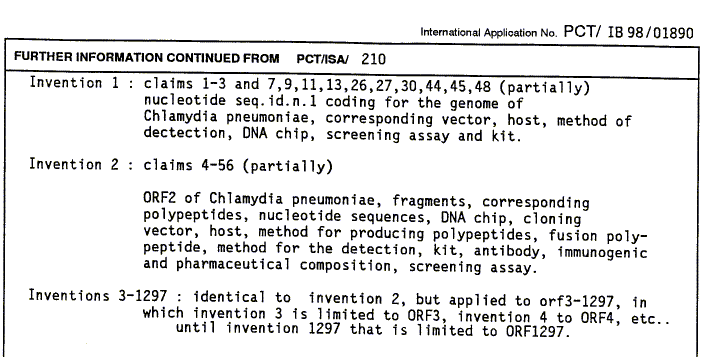 International Application No. PCT/ IB 98/01890
FURTHER INFORMATION CONTINUED FROM PCT/ISA/ 210
Invention 1 : claims 1-3 and 7,9,11,13,26,27,30,44,45,48 (partially)
nucleotide seq.id.n.1 coding for the genome of
Chlamydia pneumoniae, corresponding vector, host, method of
dectection, DNA chip, screening assay and kit.
Invention 2 : claims 4-56 (partially)
ORF2 of Chlamydia pneumoniae, fragments, corresponding
polypeptides, nucleotide sequences, DNA chip, cloning
vector, host, method for producing polypeptides, fusion poly-
peptide, method for the detection, kit, antibody, immunogenic
and pharmaceutical composition, screening assay.
Inventions 3-1297 : identical to invention 2, but applied to orf3-1297, in
which invention 3 is limited to ORF3, invention 4 to ORF4, etc..
until invention 1297 that is limited to ORF1297.